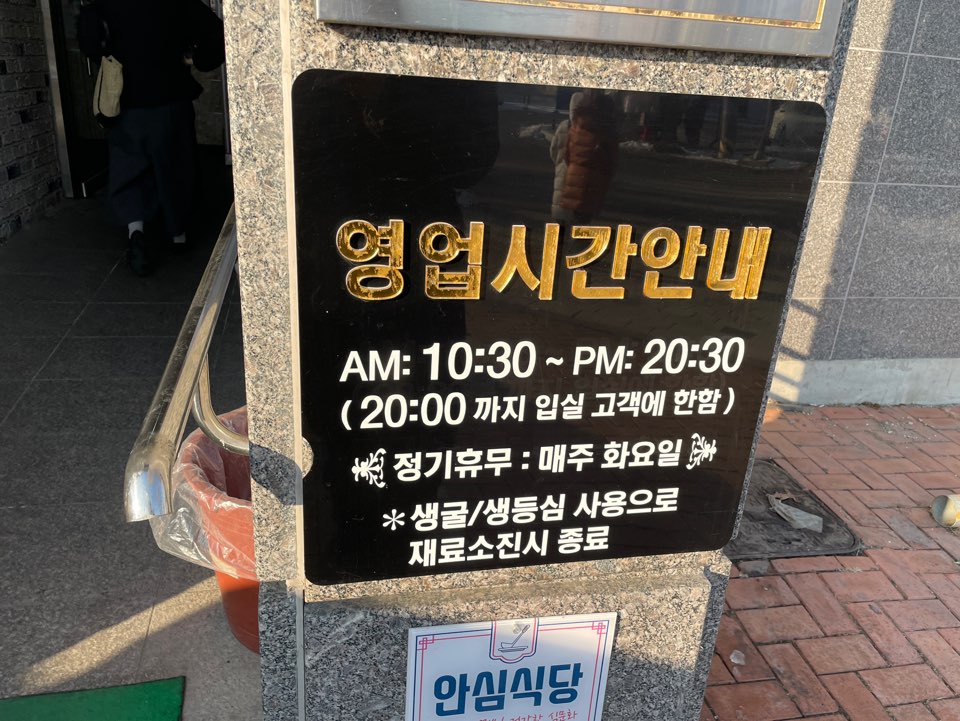 영업시간안내
AM: 10:30 ~ PM: 20:30
( 20:00 까지 입실 고객에 한함 )
정기휴무 : 매주 화요일
＊생굴/생등심 사용으로
재료소진시 종료
안심식당